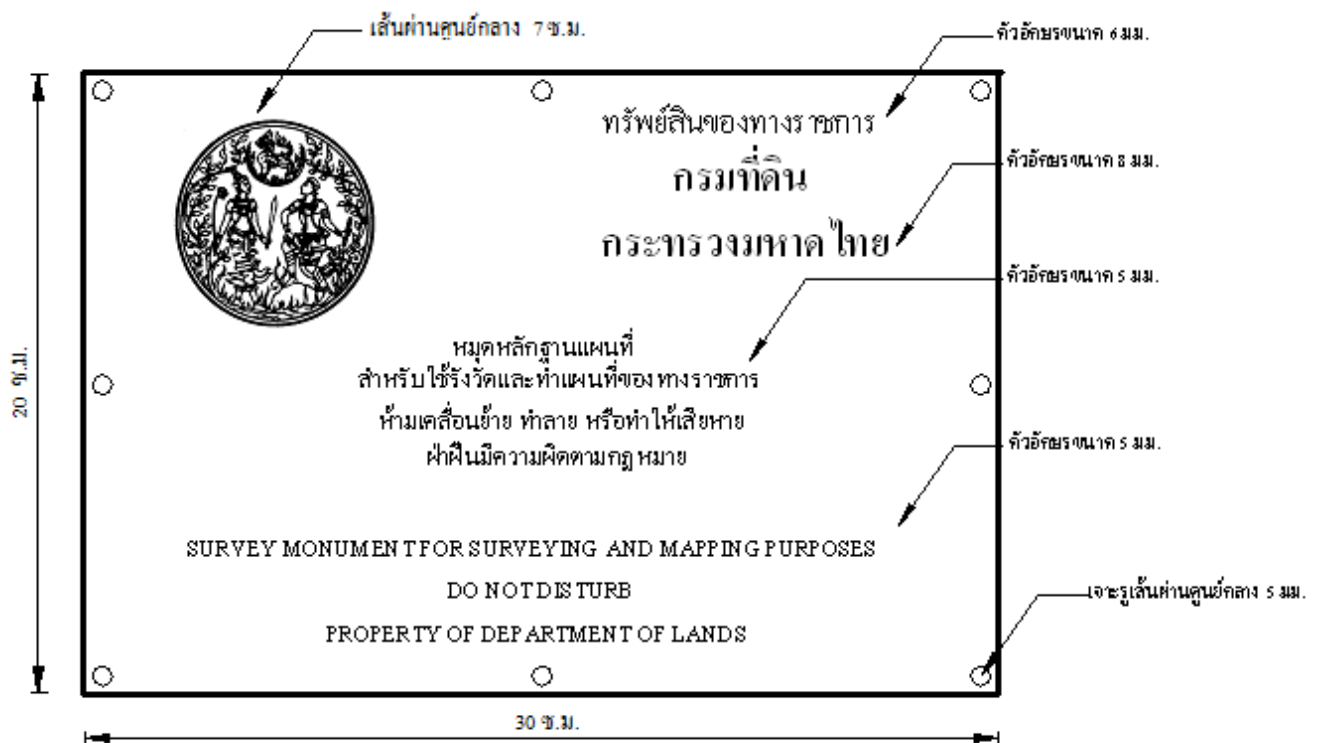 เส้นผ่านศูนย์กลาง 7 ซ.ม.
ตัวอักษรขนาด 6 มม.
ทรัพย์สินของทางราชการ
กรมที่ดิน
ตัวอักษรขนาด 8 มม.
กระทรวงมหาดไทย
ตัวอักษรขนาด 5 มม.
หมุดหลักฐานแผนที่
สำหรับใช้รังวัดและทำแผนที่ของทางราชการ
20 ซ.ม.
ห้ามเคลื่อนย้าย ทำลาย หรือทำให้เสียหาย
ฝ่าฝืนมีความผิดตามกฎหมาย
ตัวอักษรขนาด 5 มม.
SURVEY MONUMENT FOR SURVEYING AND MAPPING PURPOSES
DO NOT DISTURB
เจาะรูเส้นผ่านศูนย์กลาง 5 มม.
PROPERTY OF DEPARTMENT OF LANDS
30 ซ.ม.